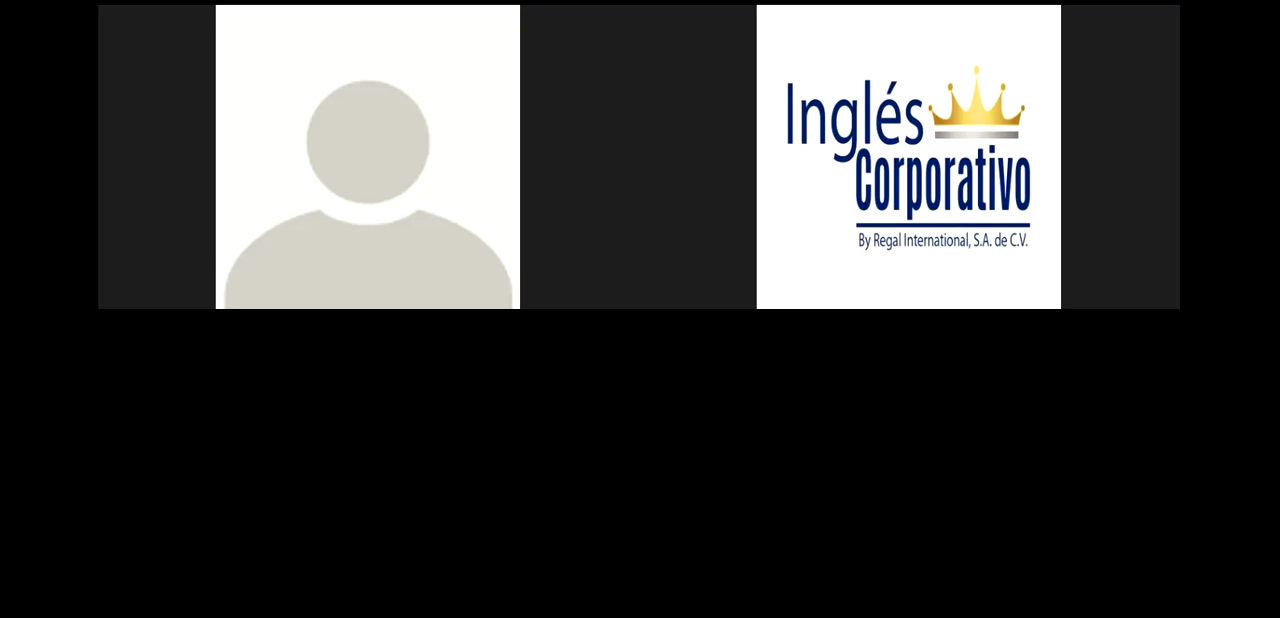 Inglés
Corporativo
By Regal International, S.A. de C.V.